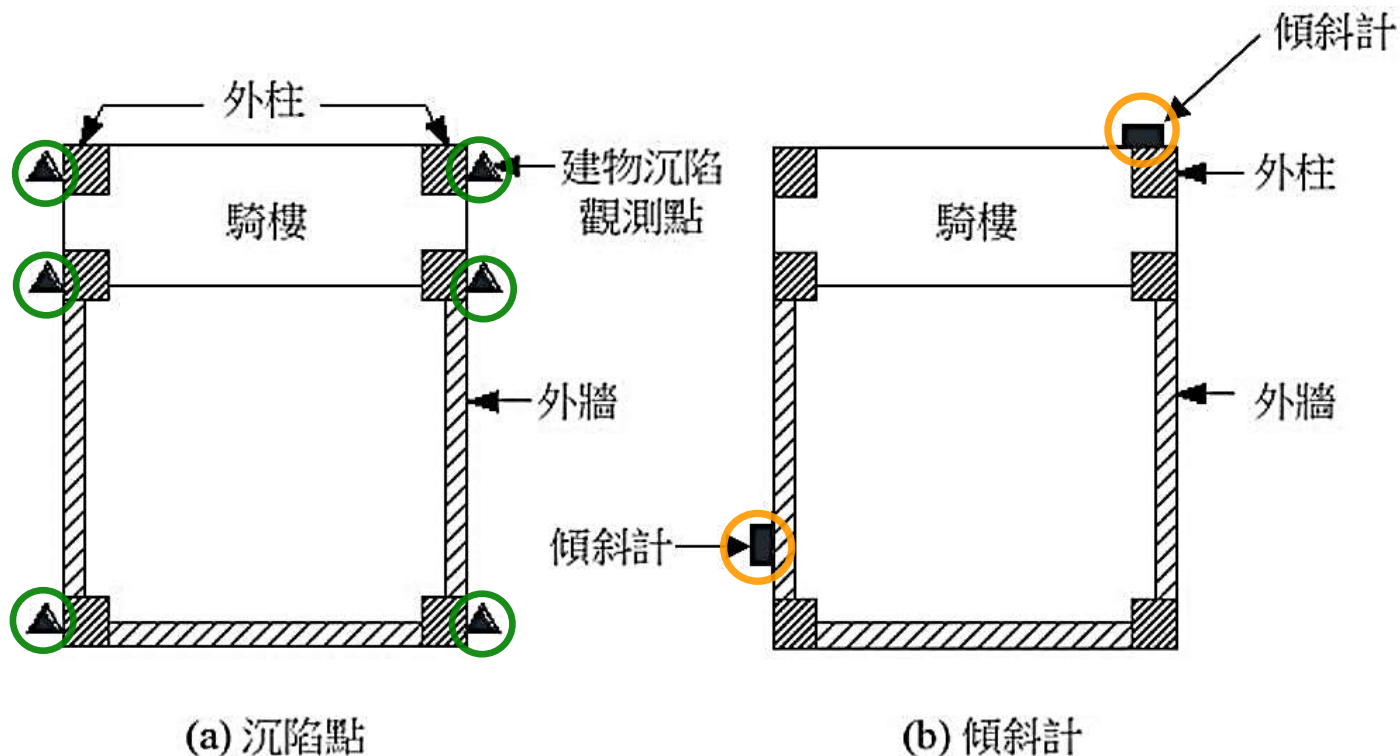 外柱
建物沉陷
觀測點
騎樓
外牆
(a) 沉陷點
傾斜計
外柱
騎樓
外牆
傾斜計
(b) 傾斜計